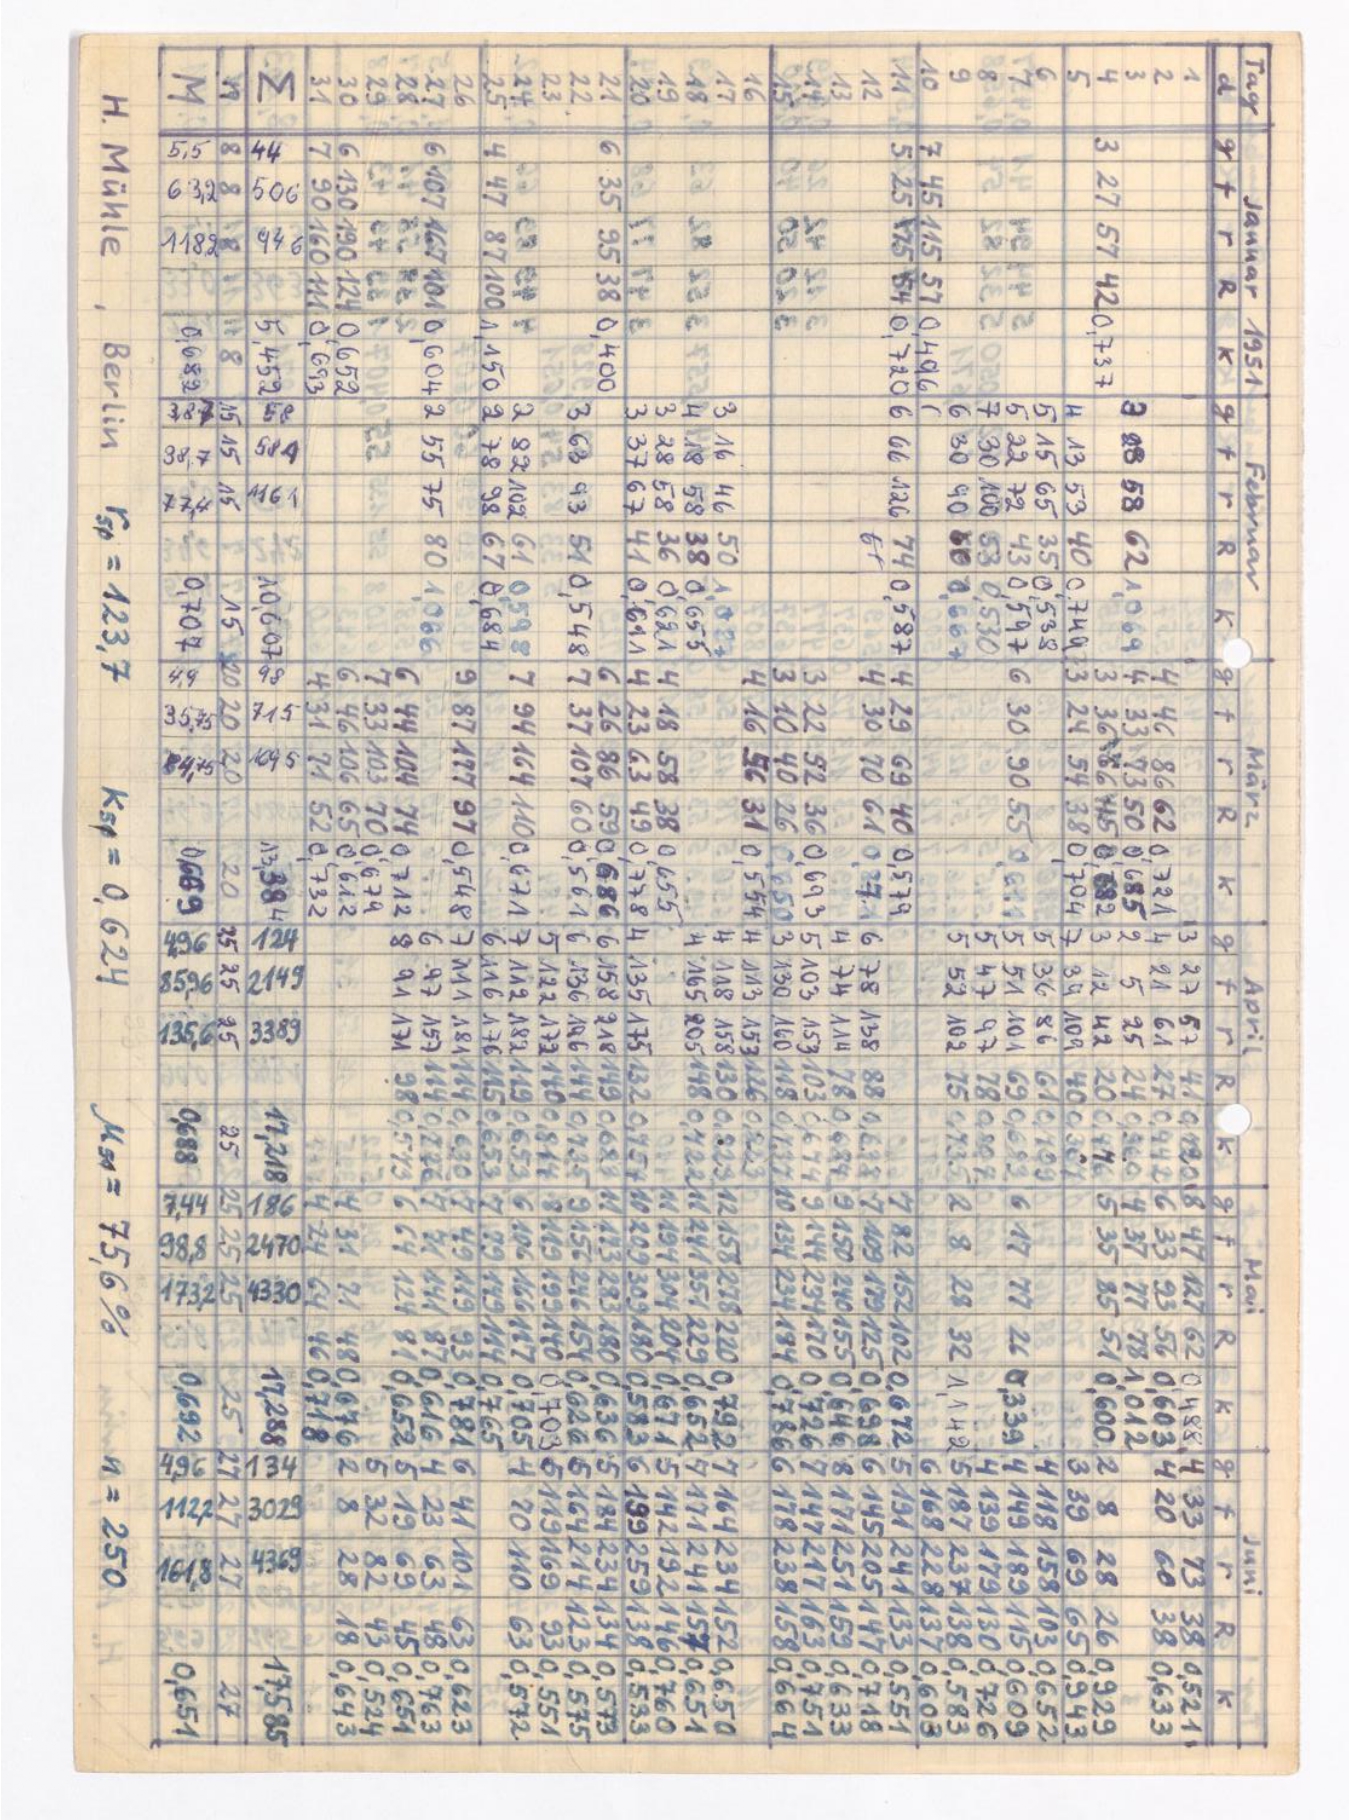 Tag Januar 1951 Februar März April Mai Juni
d g f r R K g f r R K g f r R K g f r R K g f r R K g f r R K
1 3 27 57 41 0,720 8 47 127 62 0,488 4 33 73 38 0,521
2 4 46 86 62 0,721 4 21 61 27 0,442 6 33 93 56 0,603 4 20 60 38 0,633
3 3 28 58 62 1,069 4 33 73 50 0,685 2 5 25 24 0,960 4 37 77 78 1,012
4 3 27 57 42 0,737 3 36 66 45 0,682 3 12 42 20 0,476 5 35 85 51 0,600 2 8 28 26 0,929
5 4 13 53 40 0,749 3 24 54 38 0,704 7 39 109 40 0,367 3 39 69 65 0,943
6 5 15 65 35 0,538 5 36 86 61 0,709 4 118 158 103 0,652
7 5 22 72 43 0,597 6 30 90 55 0,611 5 51 101 69 0,683 6 17 77 26 0,339 4 149 189 115 0,609
8 7 30 100 53 0,530 5 47 97 78 0,804 4 139 179 130 0,726
9 6 30 90 60 0,667 5 52 102 75 0,735 2 8 28 32 1,142 5 187 237 138 0,583
10 7 45 115 57 0,496 6 168 228 137 0,603
11 5 25 75 54 0,720 6 66 126 74 0,587 4 29 69 40 0,579 7 82 152 102 0,672 5 191 241 133 0,551
12 4 30 70 61 0,871 6 78 138 88 0,638 7 109 179 125 0,698 6 145 205 147 0,718
13 4 74 114 78 0,684 9 150 240 155 0,646 8 171 251 159 0,633
14 3 22 52 36 0,693 5 103 153 103 0,674 9 144 234 170 0,726 7 147 217 163 0,751
15 3 10 40 26 0,650 3 130 160 118 0,737 10 134 234 184 0,786 6 178 238 158 0,664
16 4 16 56 31 0,554 4 113 153 126 0,823
17 3 16 46 50 1,087 4 118 158 130 0,823 12 158 278 220 0,792 7 164 234 152 0,650
18 4 18 58 38 0,655 4 165 205 148 0,722 11 241 351 229 0,652 7 171 241 157 0,651
19 3 28 58 36 0,621 4 18 58 38 0,655 11 194 304 204 0,671 5 142 192 146 0,760
20 3 37 67 41 0,611 4 23 63 49 0,778 4 135 175 132 0,754 10 209 309 180 0,583 6 199 259 138 0,533
21 6 35 95 38 0,400 6 26 86 59 0,686 6 158 218 149 0,683 11 173 283 180 0,636 5 184 234 134 0,573
22 3 63 93 51 0,548 7 37 107 60 0,561 6 136 196 144 0,735 9 156 246 154 0,626 5 164 214 123 0,575
23 5 122 172 140 0,814 8 119 199 140 0,703 5 119 169 93 0,551
24 2 82 102 61 0,598 7 94 164 110 0,671 7 112 182 119 0,653 6 106 166 117 0,705 4 70 110 63 0,572
25 4 47 87 100 1,150 2 78 98 67 0,684 6 116 176 115 0,653 7 79 149 114 0,765
26 9 87 177 97 0,548 7 111 181 114 0,630 7 49 119 93 0,781 6 41 101 63 0,623
27 6 107 167 101 0,604 2 55 75 80 1,066 6 97 157 114 0,726 7 71 141 87 0,616 4 23 63 48 0,763
28 6 44 104 74 0,712 8 91 171 98 0,573 6 64 124 81 0,652 5 19 69 45 0,651
29 7 33 103 70 0,679 5 32 82 43 0,524
30 6 130 190 124 0,652 6 46 106 65 0,612 4 31 71 48 0,676 2 8 28 18 0,643
31 7 90 160 111 0,693 4 31 71 52 0,732 4 24 64 46 0,718
Σ 44 506 946 5,452 58 581 1161 10,607 98 715 1695 13,384 124 2149 3389 17,218 186 2470 4330 17,288 134 3029 4369 17,585
n 8 8 8 8 15 15 15 15 20 20 20 20 25 25 25 25 25 25 25 25 27 27 27 27
M 5,5 63,2 118,2 0,682 3,87 38,7 77,4 0,707 4,9 35,75 84,75 0,669 4,96 85,96 135,6 0,688 7,44 98,8 173,2 0,692 4,96 112,2 161,8 0,651
H. Mühle, Berlin rsp = 123,7 Ksp = 0,624 µsp = 75,6% n = 250